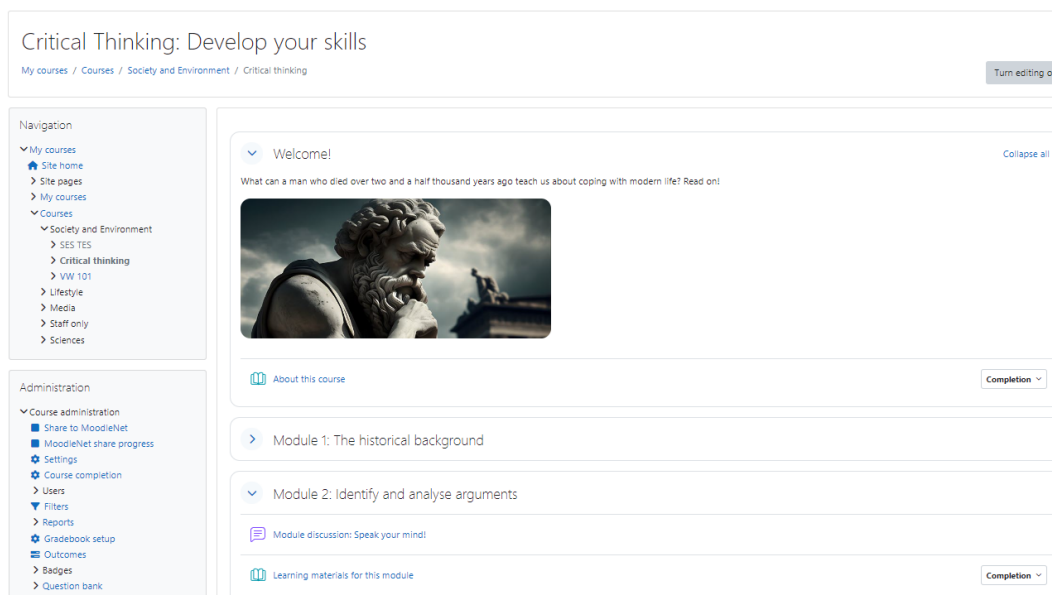 Critical Thinking: Develop your skills
My courses / Courses / Society and Environment / Critical thinking
Turn editing
Navigation
My courses
Site home
Site pages
My courses
Courses
Society and Environment
SES TES
Critical thinking
VW 101
Lifestyle
Media
Staff only
Sciences
Administration
Course administration
Share to MoodleNet
MoodleNet share progress
Settings
Course completion
Users
Filters
Reports
Gradebook setup
Outcomes
Badges
Question bank
Welcome!
Collapse all
What can a man who died over two and a half thousand years ago teach us about coping with modern life? Read on!
About this course
Completion
Module 1: The historical background
Module 2: Identify and analyse arguments
Module discussion: Speak your mind!
Learning materials for this module
Completion